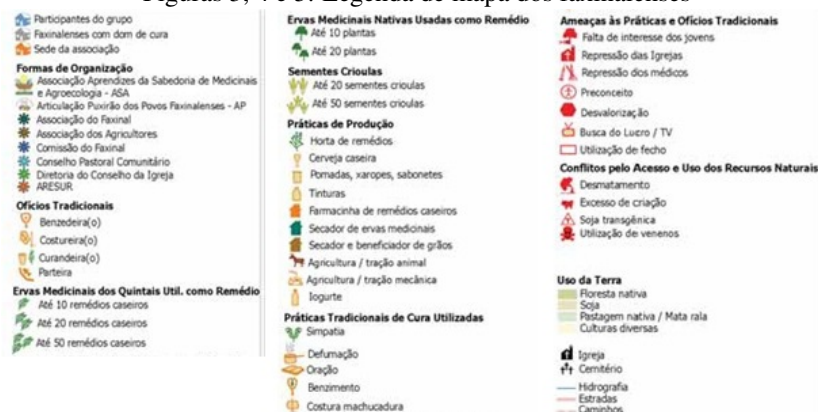 Figuras 3, 4 e 5: Legenda de mapa dos faxinalenses
Participantes do grupo
Faxinalenses com dom de cura
Sede da associação
Formas de Organização
Associação Aprendizes da Sabedoria de Medicinais
e Agroecologia - ASA
Articulação Puxirão dos Povos Faxinalenses - AP
Associação do Faxinal
Associação dos Agricultores
Comissão do Faxinal
Conselho Pastoral Comunitário
Diretoria do Conselho da Igreja
ARESUR
Ofícios Tradicionais
Benzedeira(o)
Costureira(o)
Curandeira(o)
Parteira
Ervas Medicinais dos Quintais Util. como Remédio
Até 10 remédios caseiros
Até 20 remédios caseiros
Até 50 remédios caseiros
Ervas Medicinais Nativas Usadas como Remédio
Até 10 plantas
Até 20 plantas
Sementes Crioulas
Até 20 sementes crioulas
Até 50 sementes crioulas
Práticas de Produção
Horta de remédios
Cerveja caseira
Pomadas, xaropes, sabonetes
Tinturas
Farmacinha de remédios caseiros
Secador de ervas medicinais
Secador e beneficiador de grãos
Agricultura / tração animal
Agricultura / tração mecânica
Iogurte
Práticas Tradicionais de Cura Utilizadas
Simpatia
Defumação
Oração
Benzimento
Costura machucadura
Ameaças às Práticas e Ofícios Tradicionais
Falta de interesse dos jovens
Repressão das Igrejas
Repressão dos médicos
Preconceito
Desvalorização
Busca do Lucro / TV
Utilização de fecho
Conflitos pelo Acesso e Uso dos Recursos Naturais
Desmatamento
Excesso de criação
Soja transgênica
Utilização de venenos
Uso da Terra
Floresta nativa
Soja
Pastagem nativa / Mata rala
Culturas diversas
Igreja
Cemitério
Hidrografia
Estradas
Caminhos